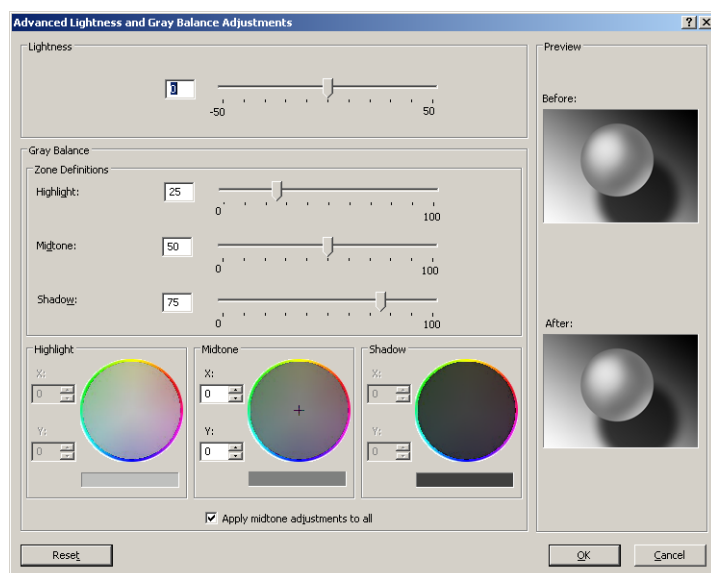 Advanced Lightness and Gray Balance Adjustments
Lightness
0
-50 50
Gray Balance
Zone Definitions
Highlight: 25
0 100
Midtone: 50
0 100
Shadow: 75
0 100
Highlight
X:
0
Y:
0
Midtone
X:
0
Y:
0
Shadow
X:
0
Y:
0
Apply midtone adjustments to all
Preview
Before:
After:
Reset
OK
Cancel